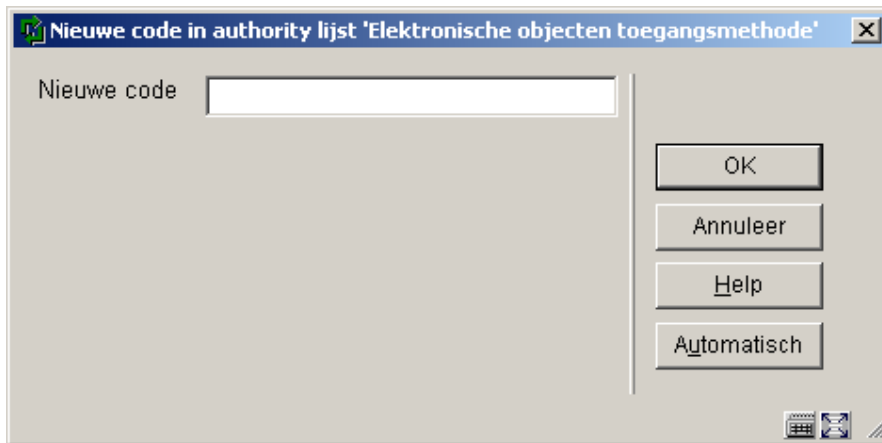 Nieuwe code in authority lijst 'Elektronische objecten toegangsmethode'
Nieuwe code
OK
Annuleer
Help
Automatisch